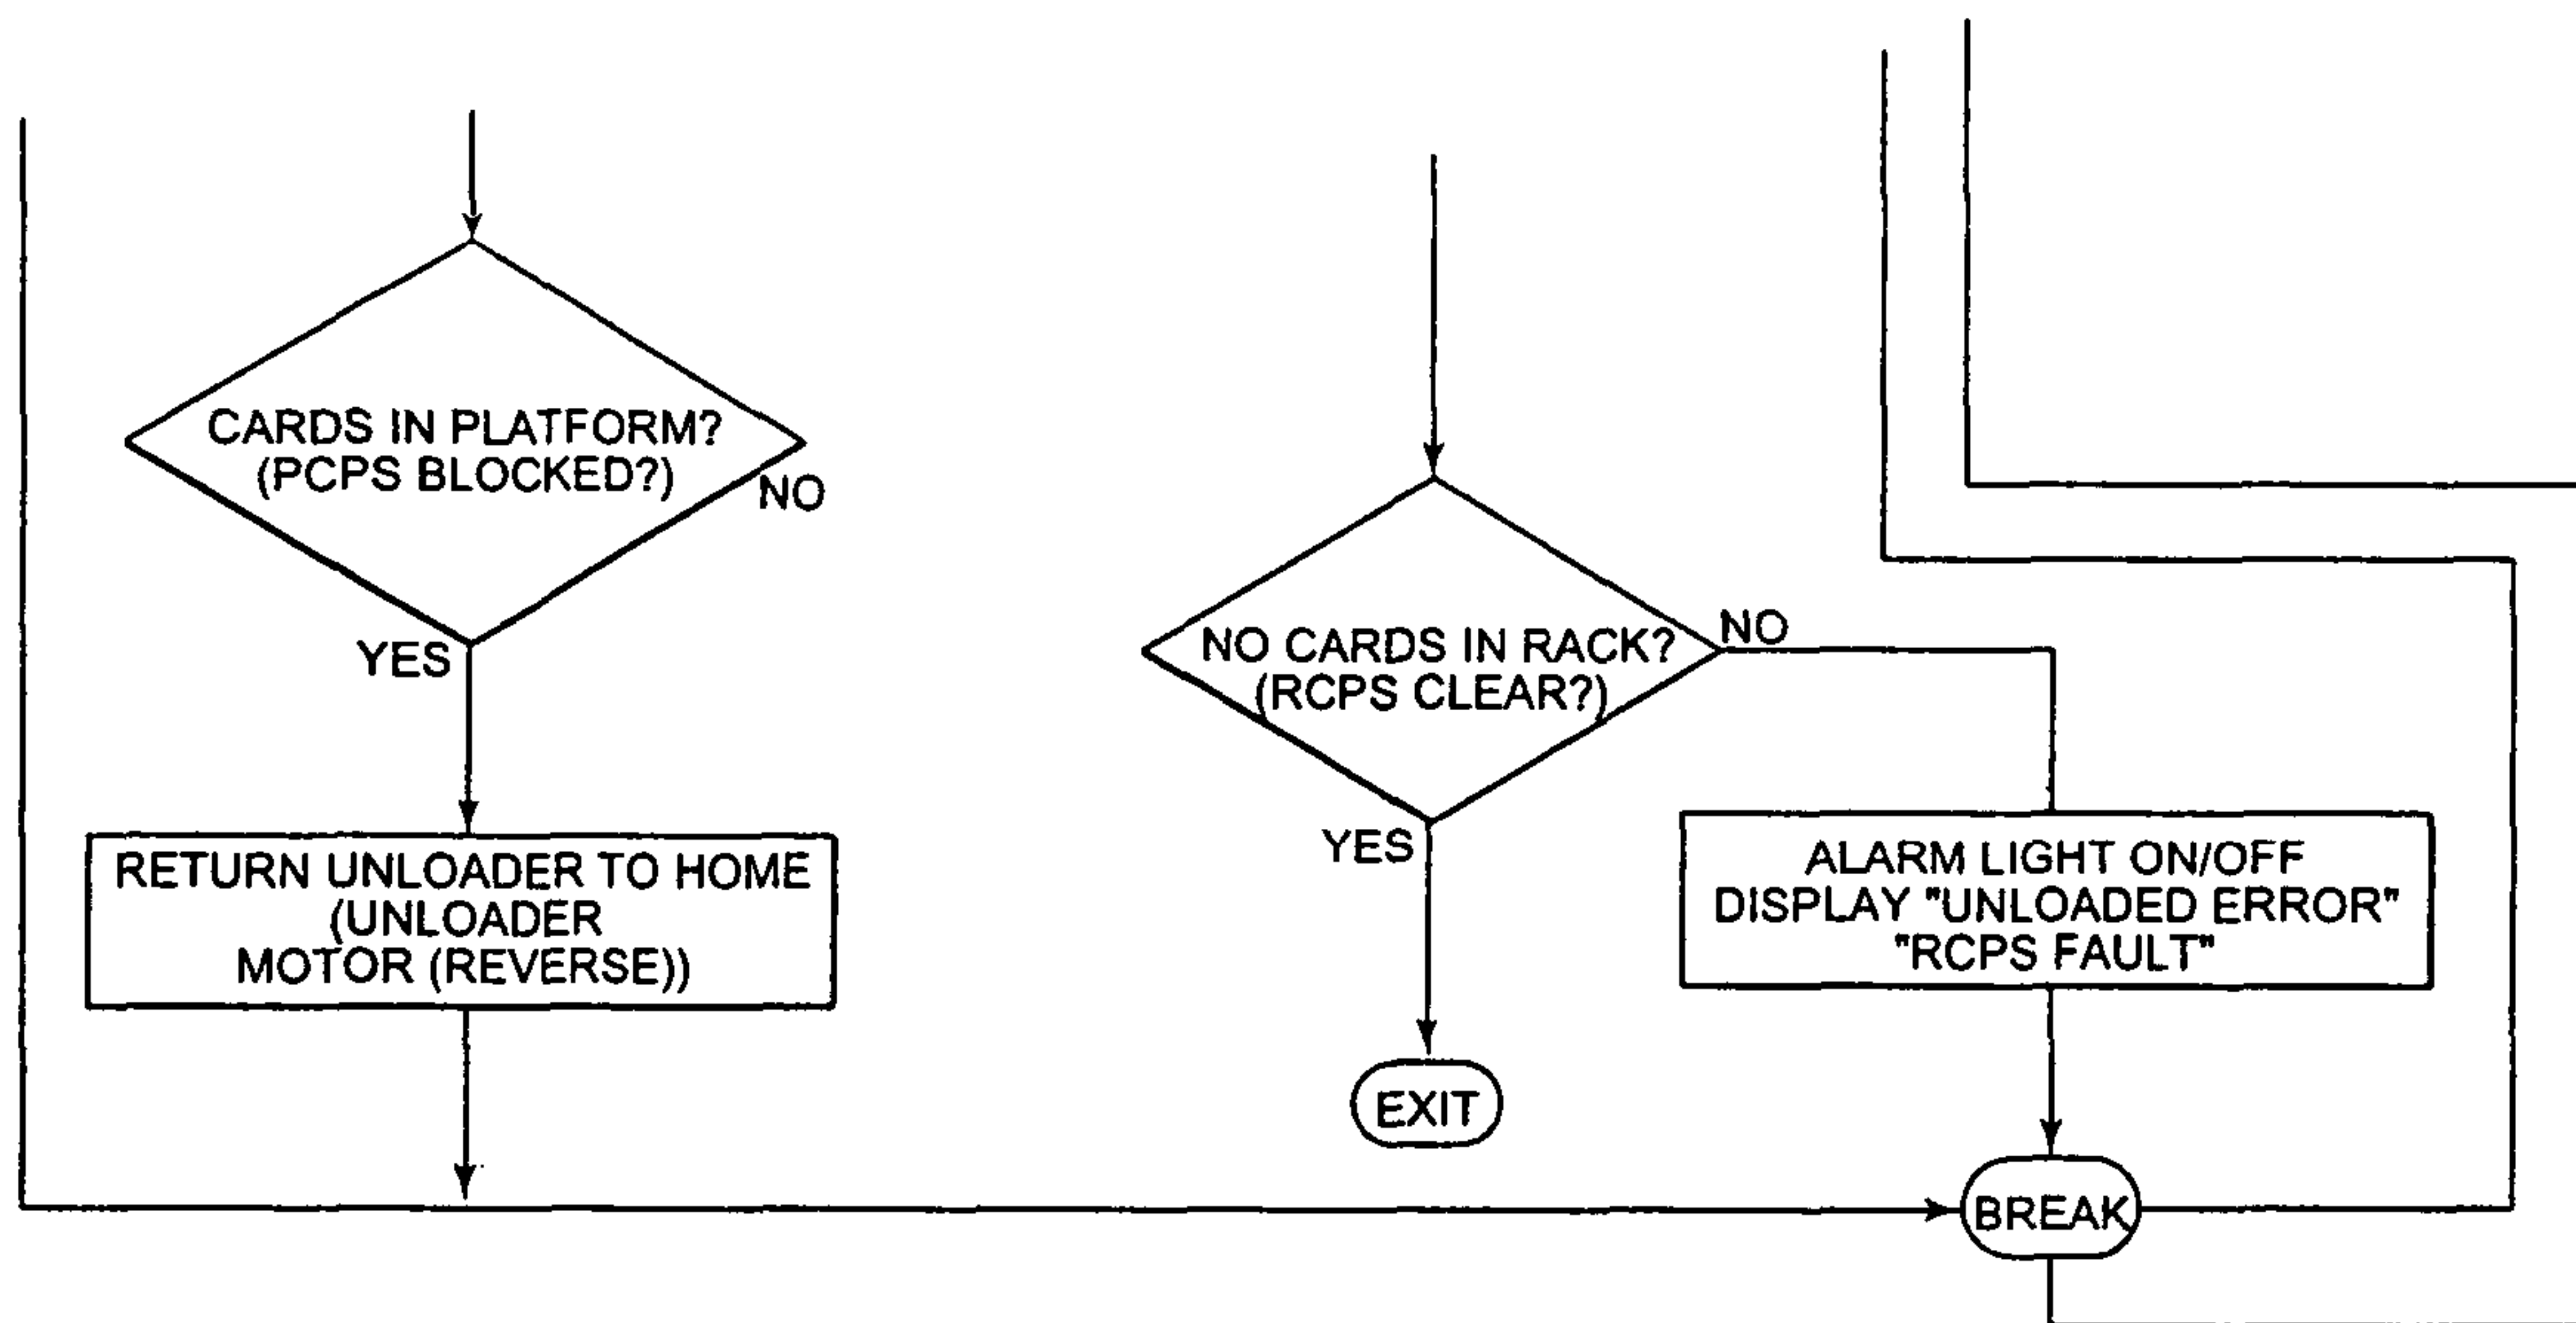 CARDS IN PLATFORM?
(PCPS BLOCKED?)
NO
YES
RETURN UNLOADER TO HOME
(UNLOADER
MOTOR (REVERSE))
NO CARDS IN RACK?
(RCPS CLEAR?)
NO
YES
EXIT
ALARM LIGHT ON/OFF
DISPLAY "UNLOADED ERROR"
"RCPS FAULT"
BREAK